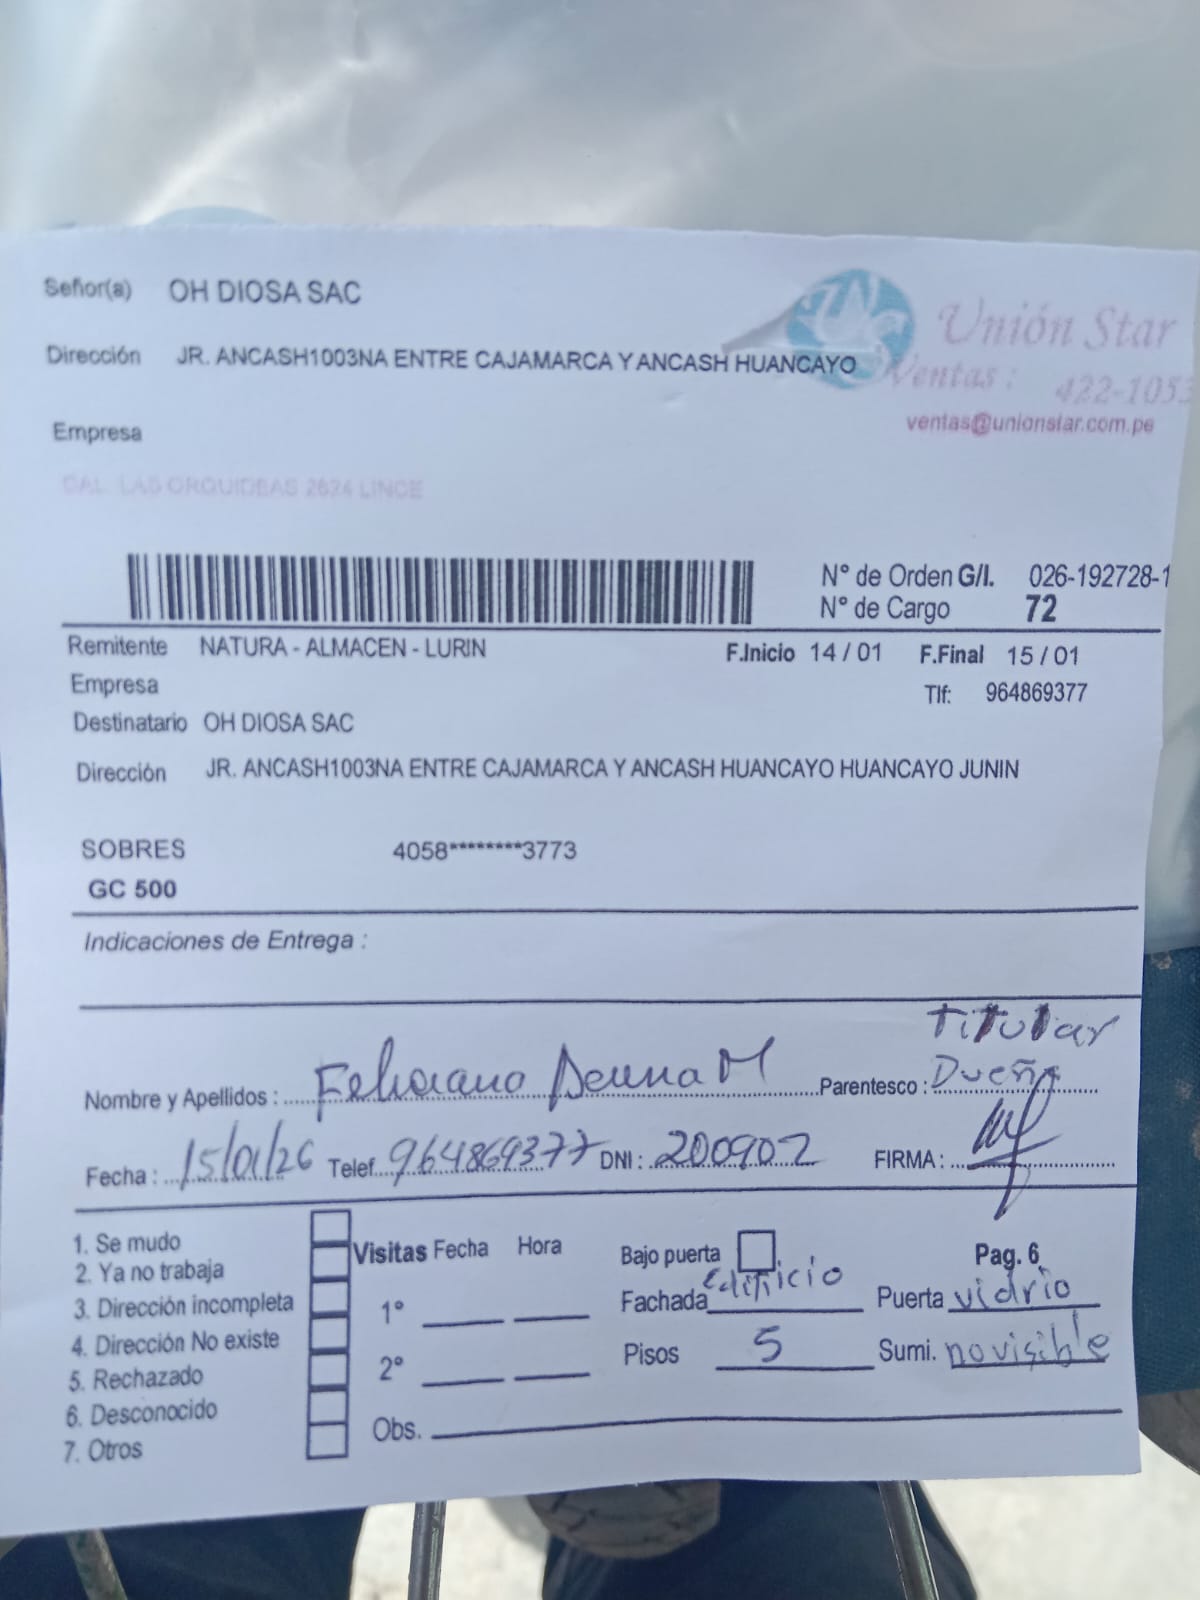 Señor(a) OH DIOSA SAC
Unión Star
Dirección JR. ANCASH1003NA ENTRE CAJAMARCA Y ANCASH HUANCAYO
Ventas : 422-1053
ventas@unionstar.com.pe
Empresa
CAL. LAS ORQUIDEAS 2624 LINCE
N° de Orden G/I. 026-192728-1
N° de Cargo 72
Remitente NATURA - ALMACEN - LURIN F.Inicio 14 / 01 F.Final 15 / 01
Empresa Tlf: 964869377
Destinatario OH DIOSA SAC
Dirección JR. ANCASH1003NA ENTRE CAJAMARCA Y ANCASH HUANCAYO HUANCAYO JUNIN
SOBRES 4058********3773
GC 500
Indicaciones de Entrega :
Titular
Nombre y Apellidos : M Parentesco : Dueña
Fecha : 15/01/26 Telef. 964869377 DNI : 200902 FIRMA :
1. Se mudo
2. Ya no trabaja
3. Dirección incompleta
4. Dirección No existe
5. Rechazado
6. Desconocido
7. Otros
Visitas Fecha Hora
1°
2°
Obs.
Bajo puerta Pag. 6
Fachada edificio Puerta vidrio
Pisos 5 Sumi. no visible